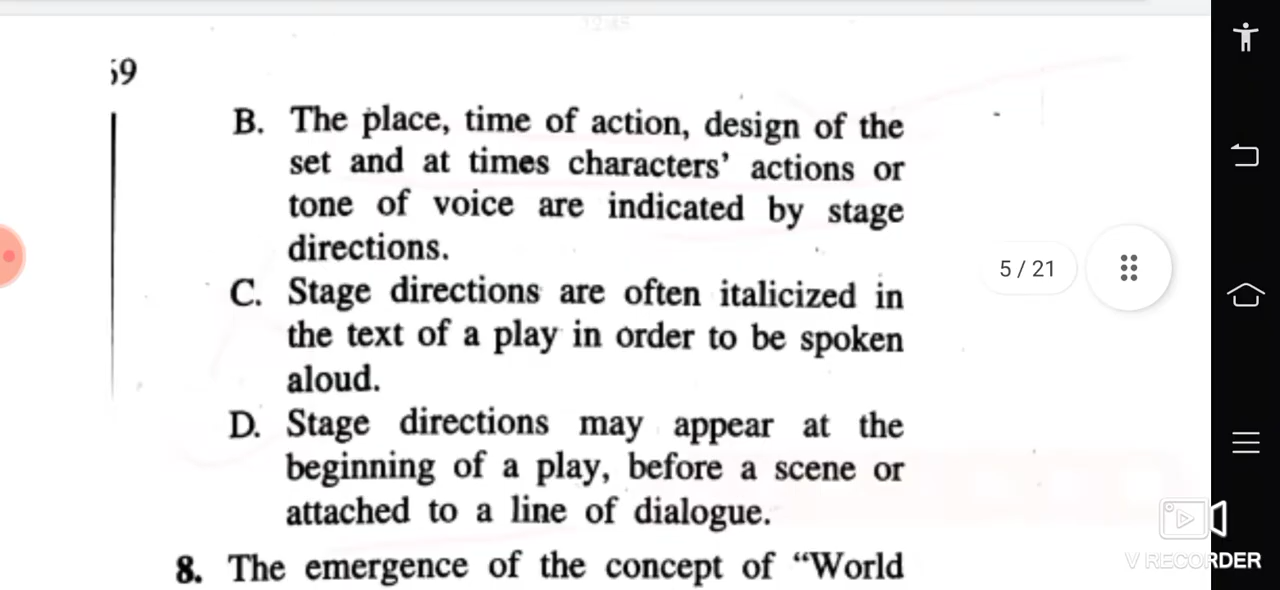 59
B. The place, time of action, design of the
set and at times characters' actions or
tone of voice are indicated by stage
directions.
C. Stage directions are often italicized in
the text of a play in order to be spoken
aloud.
D. Stage directions may appear at the
beginning of a play, before a scene or
attached to a line of dialogue.
8. The emergence of the concept of “World
5 / 21
V RECORDER